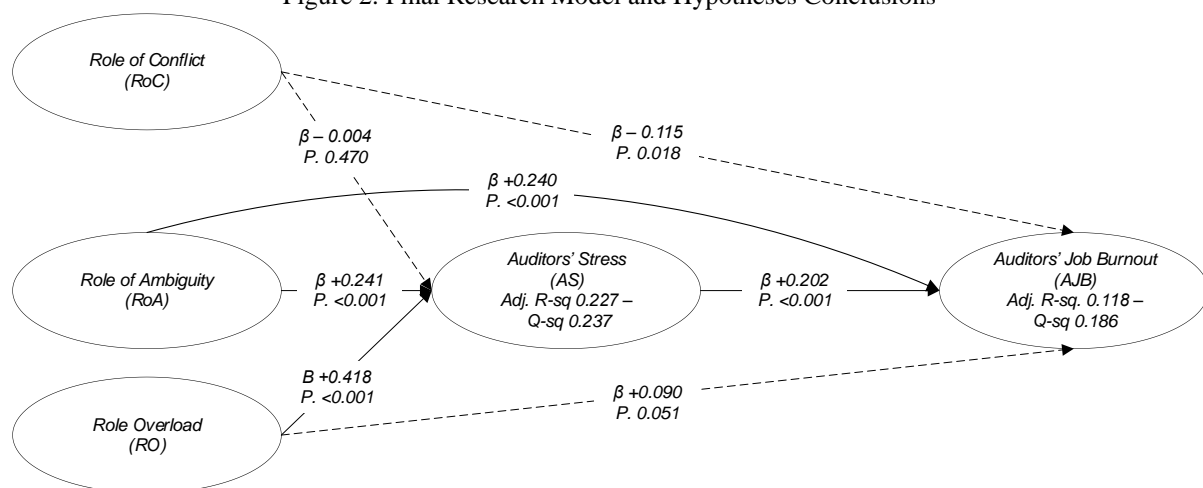 Figure 2. Final Research Model and Hypotheses Conclusions
Role of Conflict
(RoC)
β – 0.004
P. 0.470
β – 0.115
P. 0.018
β +0.240
P. <0.001
Role of Ambiguity
(RoA)
β +0.241
P. <0.001
Auditors' Stress
(AS)
Adj. R-sq 0.227 –
Q-sq 0.237
β +0.202
P. <0.001
Auditors' Job Burnout
(AJB)
Adj. R-sq. 0.118 –
Q-sq 0.186
B +0.418
P. <0.001
β +0.090
P. 0.051
Role Overload
(RO)